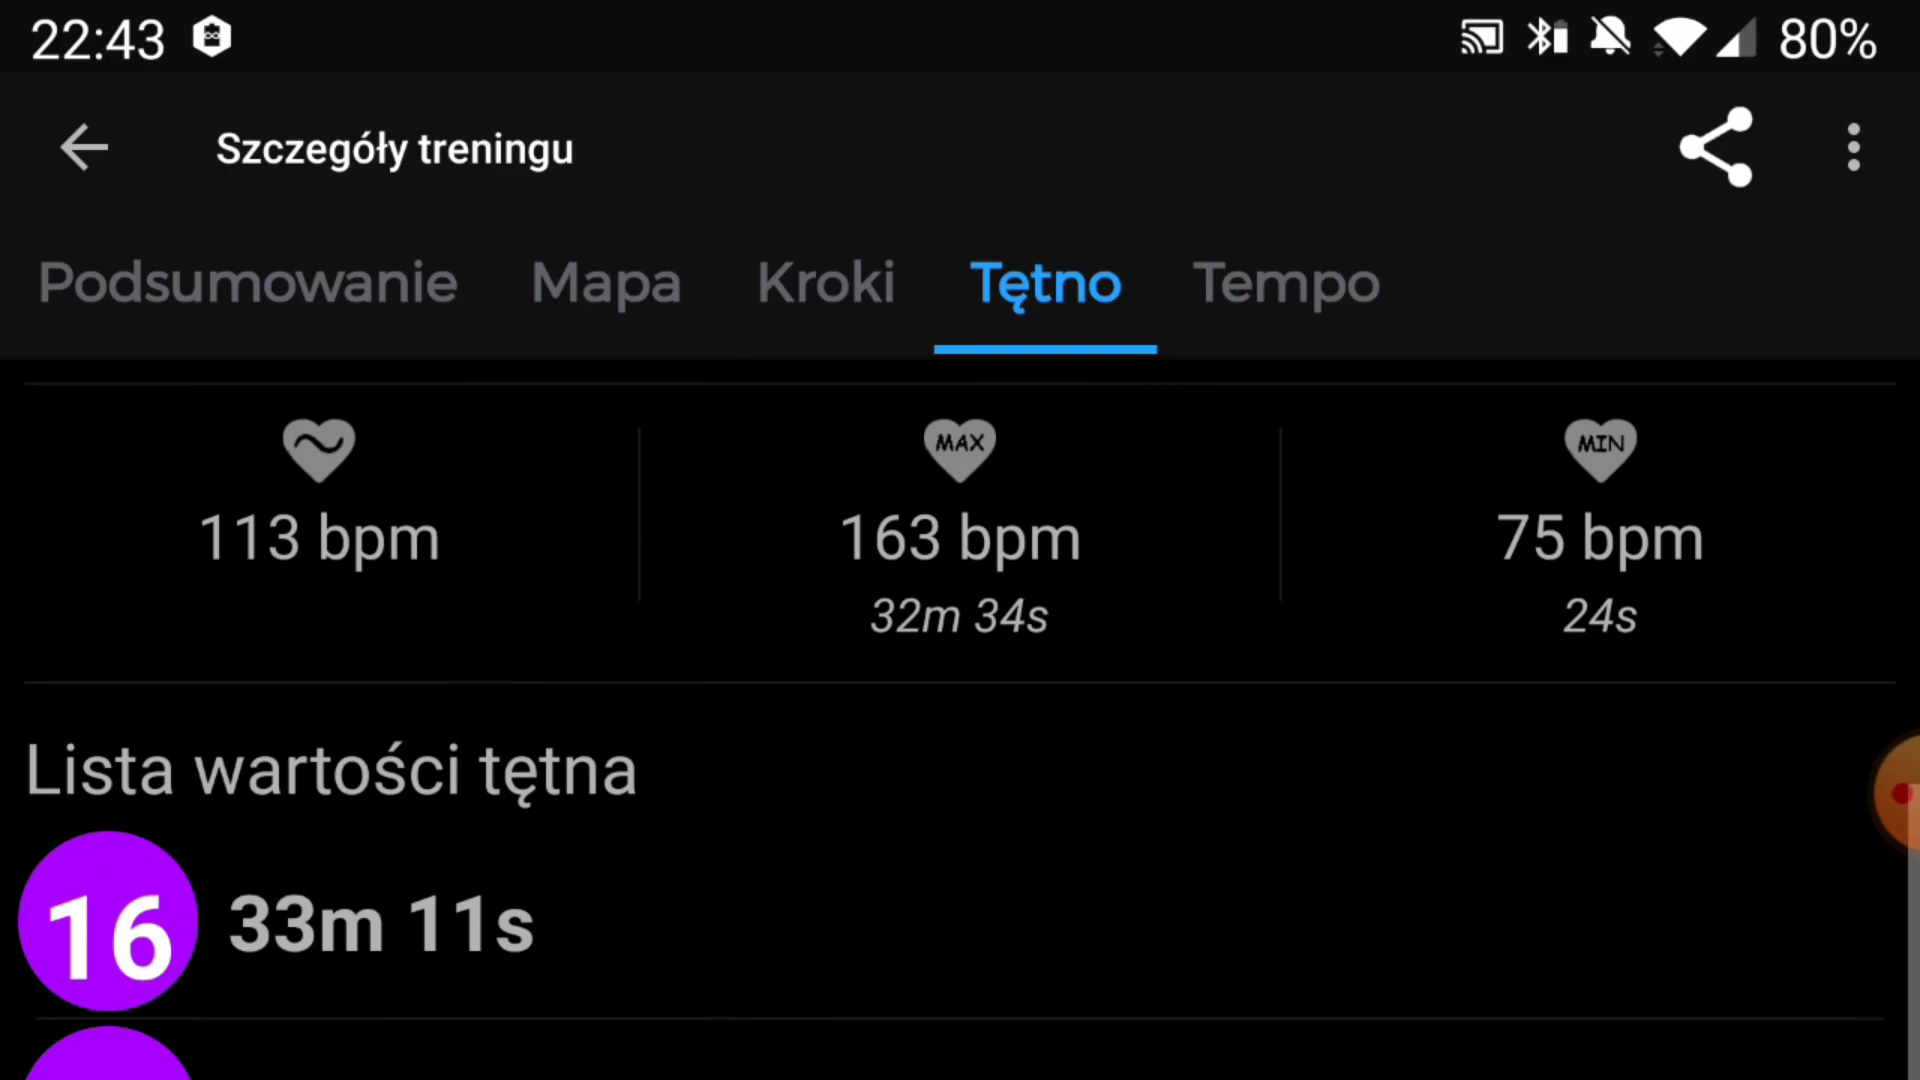 22:43 80%
Szczegóły treningu
Podsumowanie Mapa Kroki Tętno Tempo
MAX MIN
113 bpm 163 bpm 75 bpm
32m 34s 24s
Lista wartości tętna
16 33m 11s